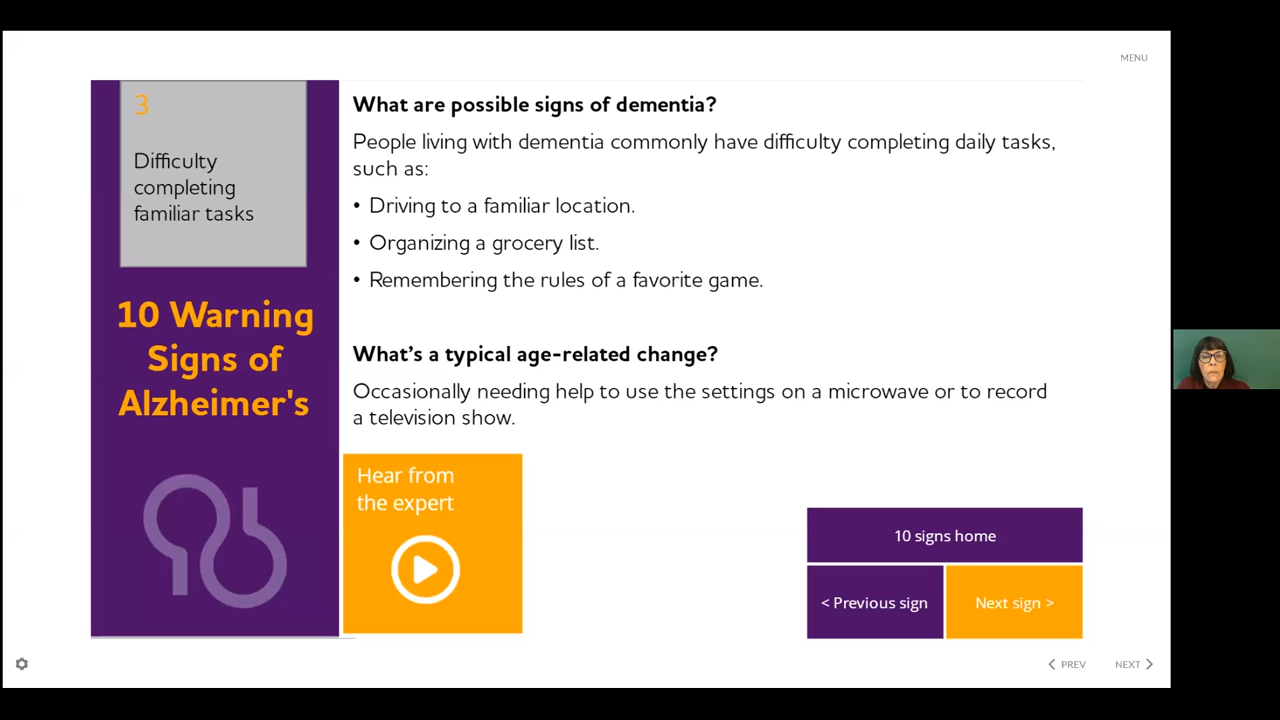 MENU
3
Difficulty
completing
familiar tasks
10 Warning
Signs of
Alzheimer's
What are possible signs of dementia?
People living with dementia commonly have difficulty completing daily tasks,
such as:
• Driving to a familiar location.
• Organizing a grocery list.
• Remembering the rules of a favorite game.
What's a typical age-related change?
Occasionally needing help to use the settings on a microwave or to record
a television show.
Hear from
the expert
10 signs home
< Previous sign
Next sign >
PREV
NEXT